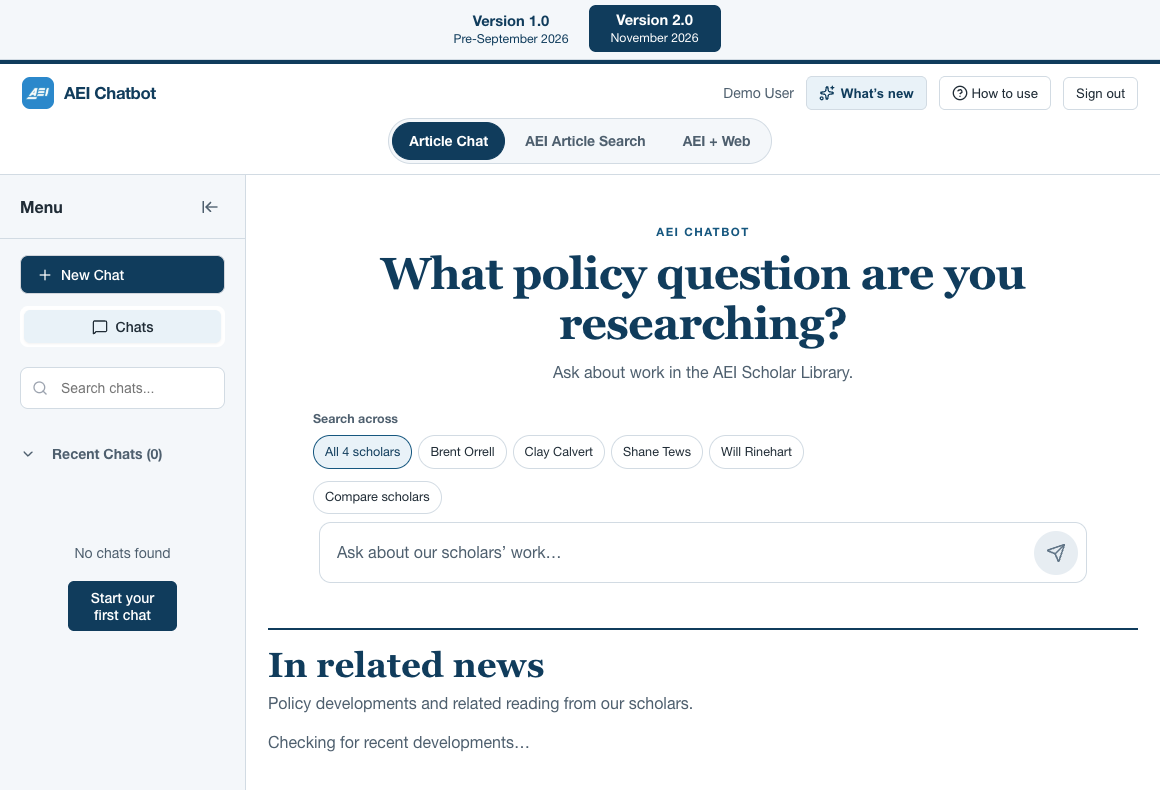 Version 1.0
Pre-September 2026
Version 2.0
November 2026
AEI
AEI Chatbot
Demo User
What's new
How to use
Sign out
Article Chat
AEI Article Search
AEI + Web
Menu
New Chat
Chats
Search chats...
Recent Chats (0)
No chats found
Start your
first chat
AEI CHATBOT
What policy question are you
researching?
Ask about work in the AEI Scholar Library.
Search across
All 4 scholars
Brent Orrell
Clay Calvert
Shane Tews
Will Rinehart
Compare scholars
Ask about our scholars’ work…
In related news
Policy developments and related reading from our scholars.
Checking for recent developments…